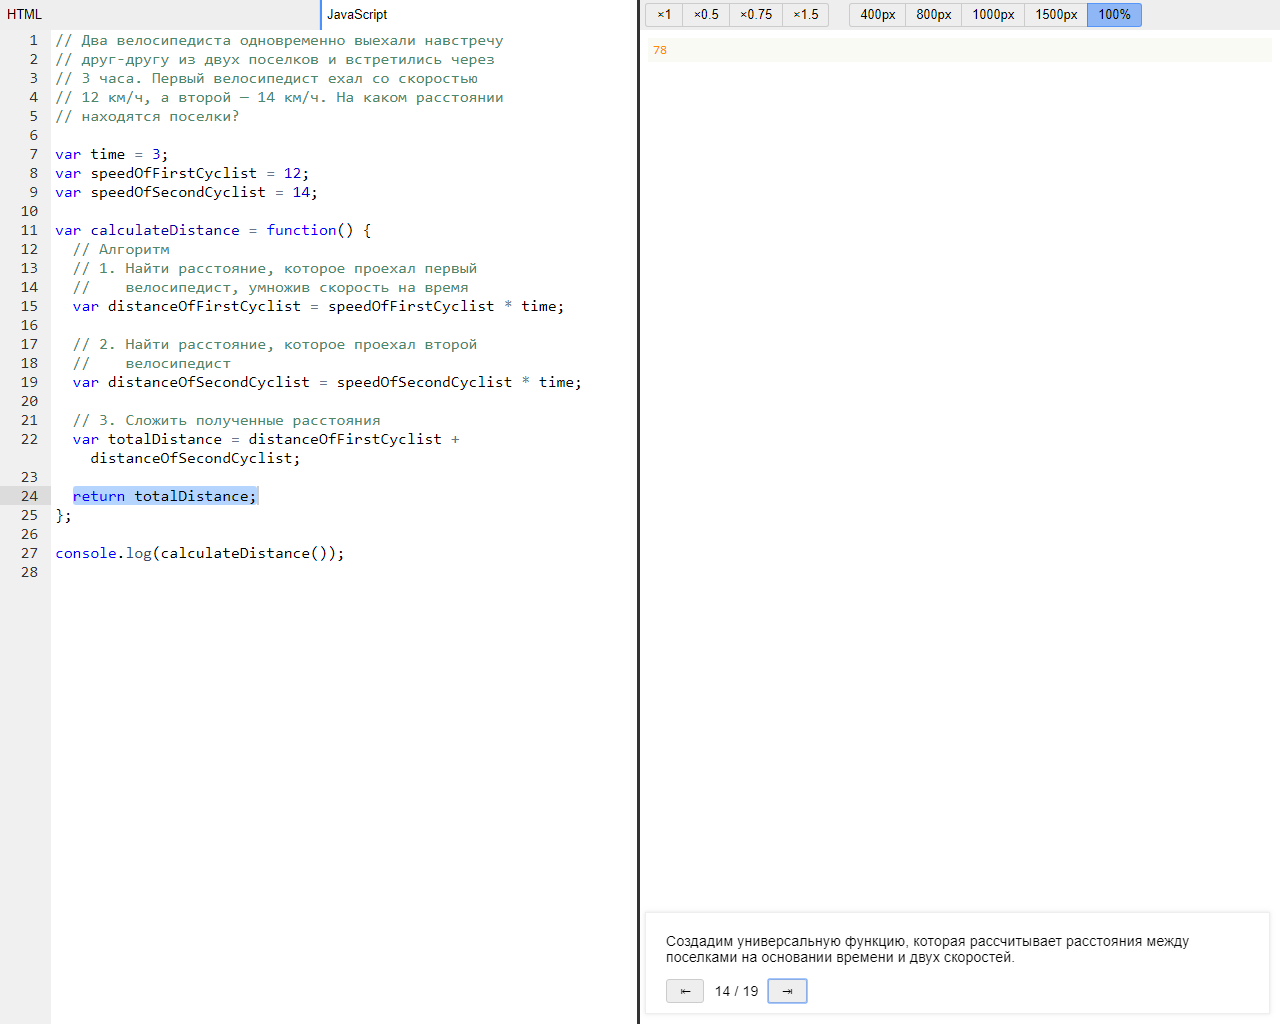 HTML
JavaScript
×1 ×0.5 ×0.75 ×1.5 400px 800px 1000px 1500px 100%
1 // Два велосипедиста одновременно выехали навстречу
2 // друг-другу из двух поселков и встретились через
3 // 3 часа. Первый велосипедист ехал со скоростью
4 // 12 км/ч, а второй — 14 км/ч. На каком расстоянии
5 // находятся поселки?
6
7 var time = 3;
8 var speedOfFirstCyclist = 12;
9 var speedOfSecondCyclist = 14;
10
11 var calculateDistance = function() {
12 // Алгоритм
13 // 1. Найти расстояние, которое проехал первый
14 // велосипедист, умножив скорость на время
15 var distanceOfFirstCyclist = speedOfFirstCyclist * time;
16
17 // 2. Найти расстояние, которое проехал второй
18 // велосипедист
19 var distanceOfSecondCyclist = speedOfSecondCyclist * time;
20
21 // 3. Сложить полученные расстояния
22 var totalDistance = distanceOfFirstCyclist +
distanceOfSecondCyclist;
23
24 return totalDistance;
25 };
26
27 console.log(calculateDistance());
28
78
Создадим универсальную функцию, которая рассчитывает расстояния между
поселками на основании времени и двух скоростей.
⇤ 14 / 19 ⇥